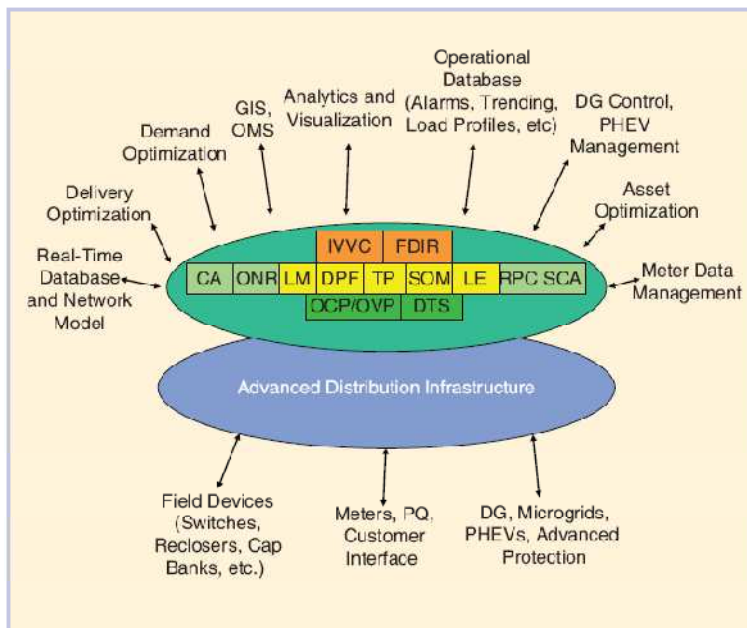 Operational
Database
(Alarms, Trending,
Load Profiles, etc)
Analytics and
Visualization
GIS,
OMS
DG Control,
PHEV
Management
Demand
Optimization
Delivery
Optimization
Asset
Optimization
Real-Time
Database
and Network
Model
IVVC FDIR
CA ONR LM DPF TP SOM LE RPC SCA
OCP/OVP DTS
Meter Data
Management
Advanced Distribution Infrastructure
Field Devices
(Switches,
Reclosers, Cap
Banks, etc.)
Meters, PQ,
Customer
Interface
DG, Microgrids,
PHEVs, Advanced
Protection